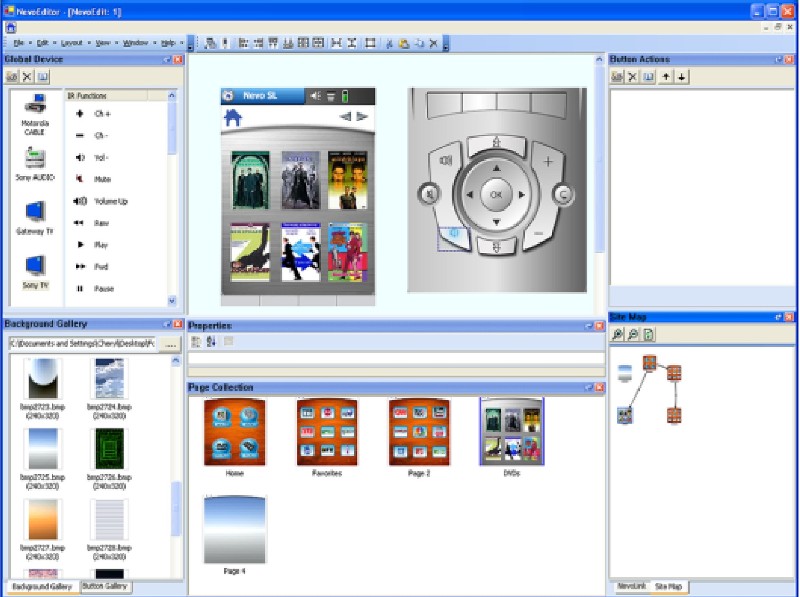 NevoEditor - [NevoEdit: 1]
File Edit Layout View Window Help
Global Device
Button Actions
IR Functions
Motorola CABLE
Sony AUDIO
Gateway TV
Sony TV
Ch +
Ch -
Vol -
Mute
Volume Up
Rew
Play
Fwd
Pause
Nevo SL
OK
Background Gallery
C:\Documents and Settings\Cheryl\Desktop\Fc
...
bmp2723.bmp
(240x320)
bmp2724.bmp
(240x320)
bmp2725.bmp
(240x320)
bmp2726.bmp
(240x320)
bmp2727.bmp
(240x320)
bmp2728.bmp
(240x320)
Background Gallery
Button Gallery
Properties
Page Collection
Home
Favorites
Page 2
DVDs
Page 4
Site Map
NevoLink
Site Map